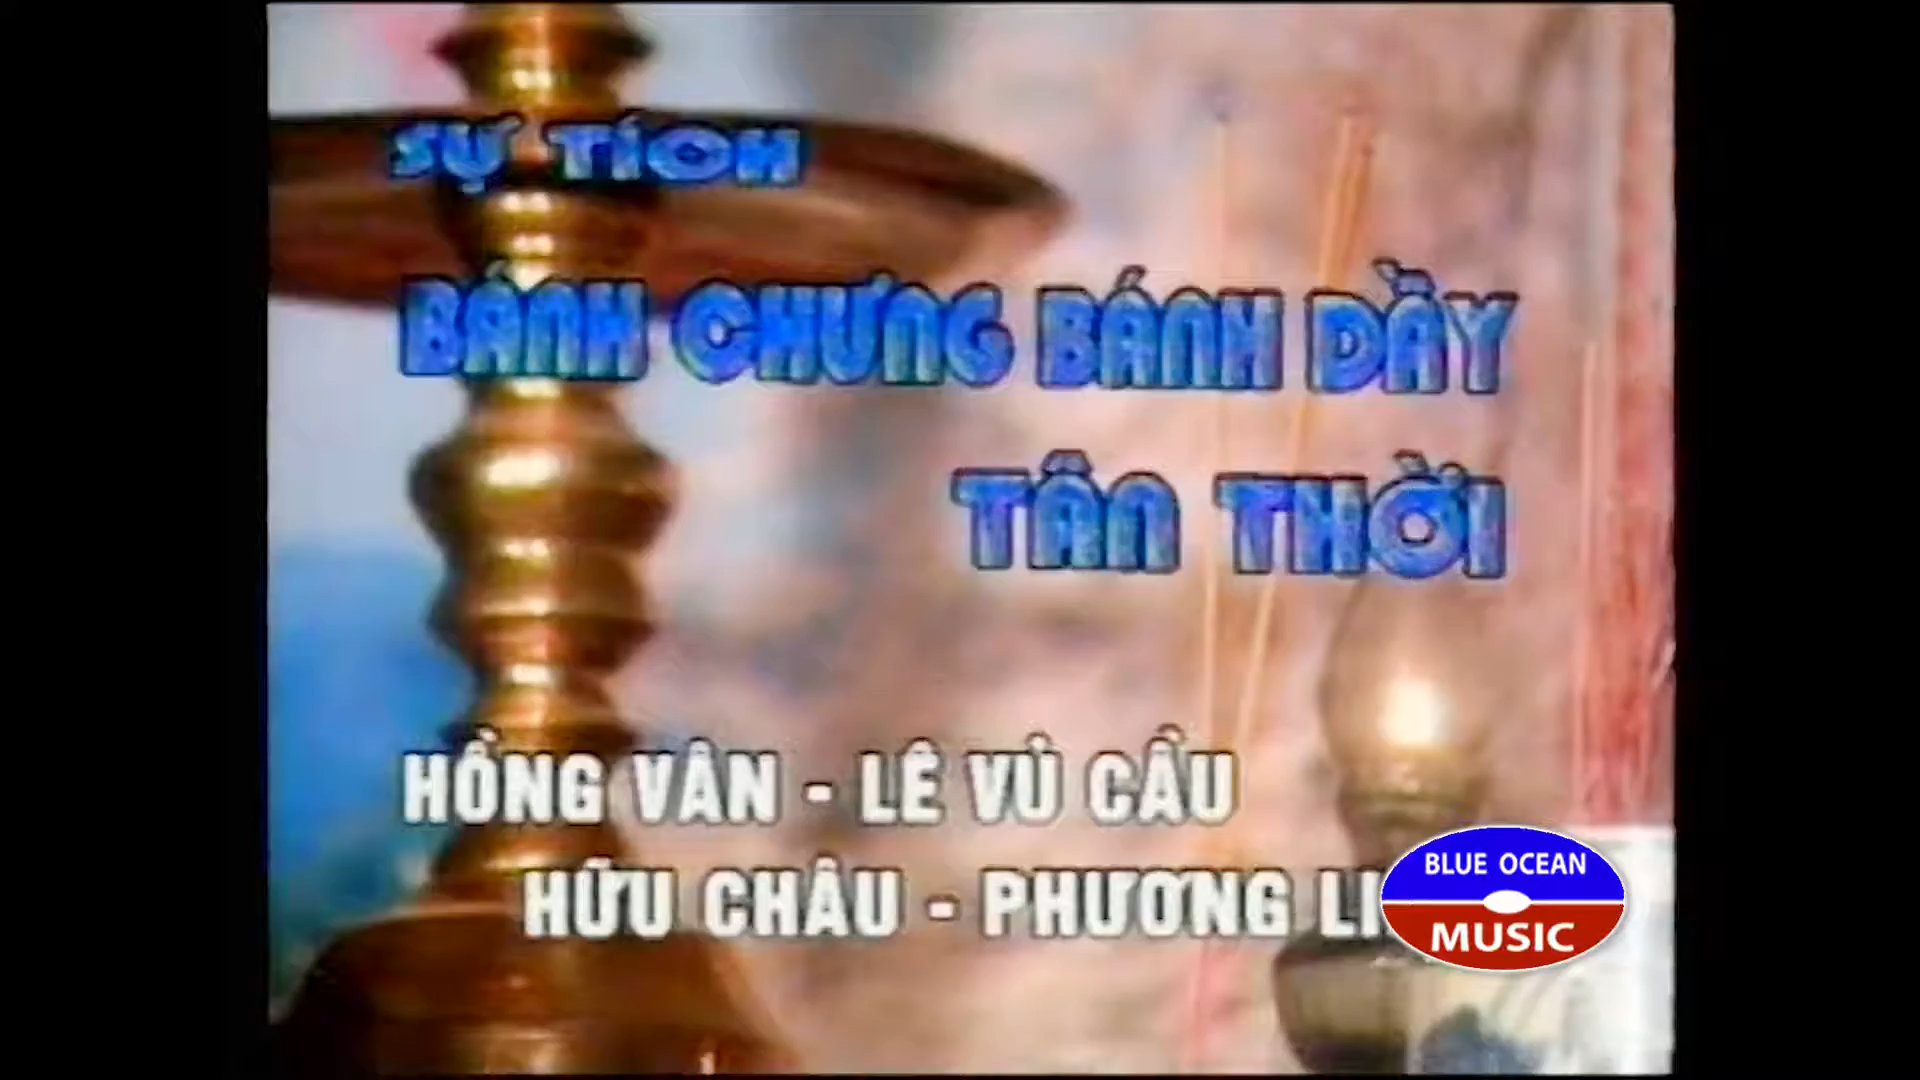 SỰ TÍCH
BÁNH CHƯNG BÁNH DẦY
TÂN THỜI
HỒNG VÂN - LÊ VŨ CẦU
HỮU CHÂU - PHƯƠNG
BLUE OCEAN
MUSIC